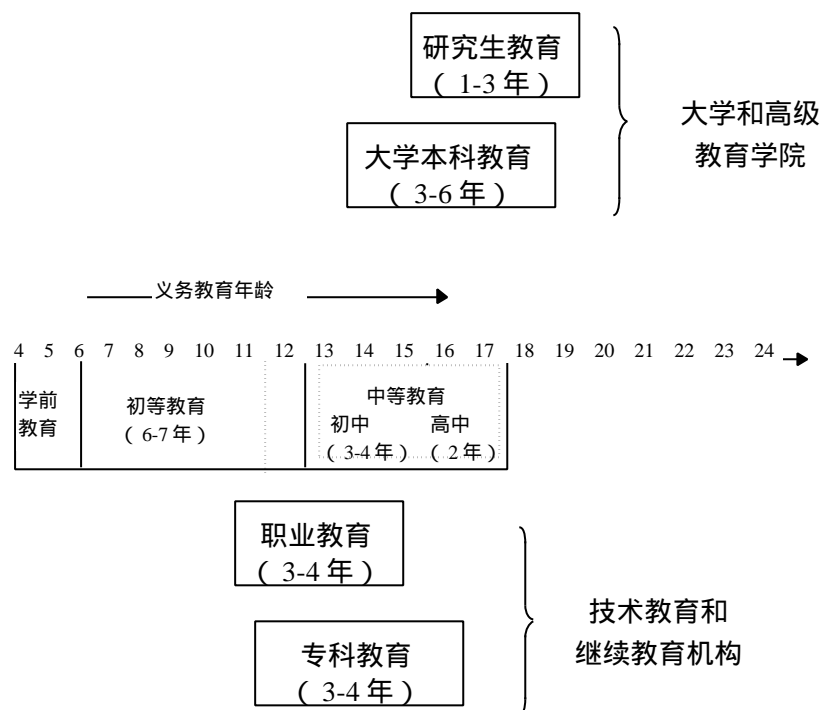 研究生教育
（ 1-3 年 ）
大学本科教育
（ 3-6 年 ）
大学和高级
教育学院
义务教育年龄
4 5 6 7 8 9 10 11 12 13 14 15 16 17 18 19 20 21 22 23 24
学前
教育
初等教育
（ 6-7 年 ）
中等教育
初中 高中
（ 3-4 年 ） （ 2 年 ）
职业教育
（ 3-4 年 ）
专科教育
（ 3-4 年 ）
技术教育和
继续教育机构